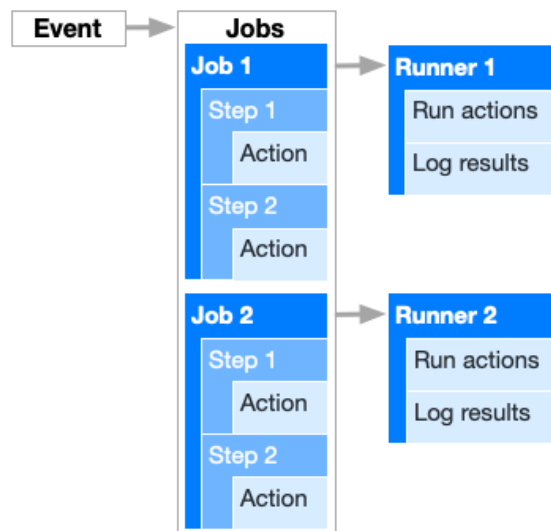 Event
Jobs
Job 1
Step 1
Action
Step 2
Action
Runner 1
Run actions
Log results
Job 2
Step 1
Action
Step 2
Action
Runner 2
Run actions
Log results